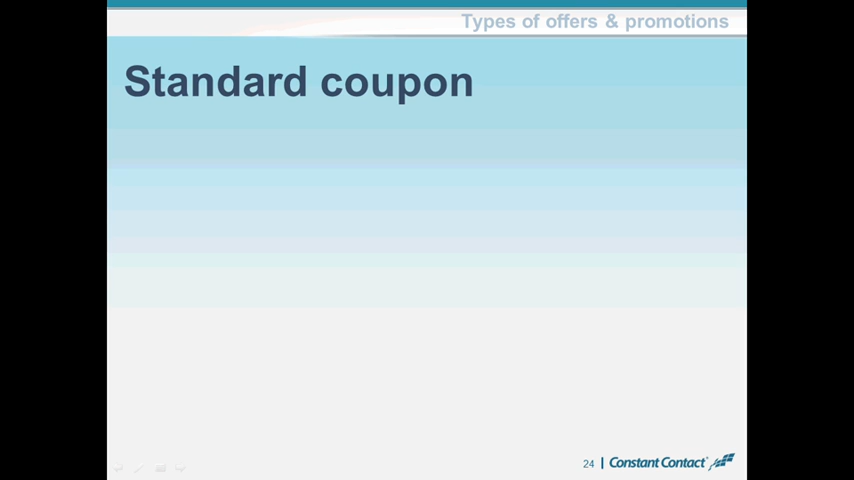 Types of offers & promotions
Standard coupon
24 | Constant Contact®